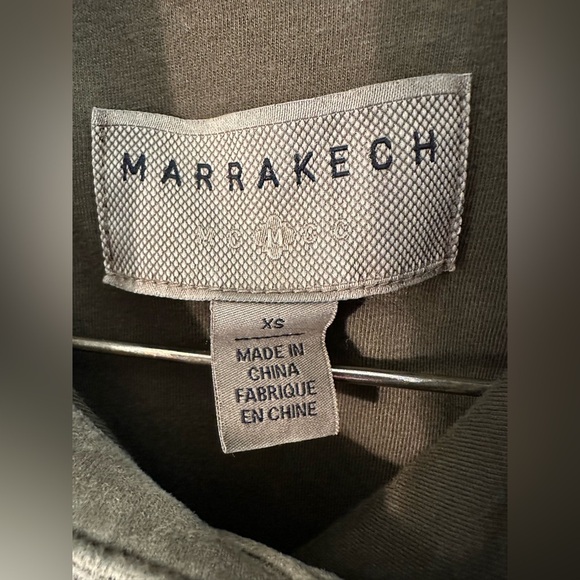 MARRAKECH
XS
MADE IN
CHINA
FABRIQUE
EN CHINE